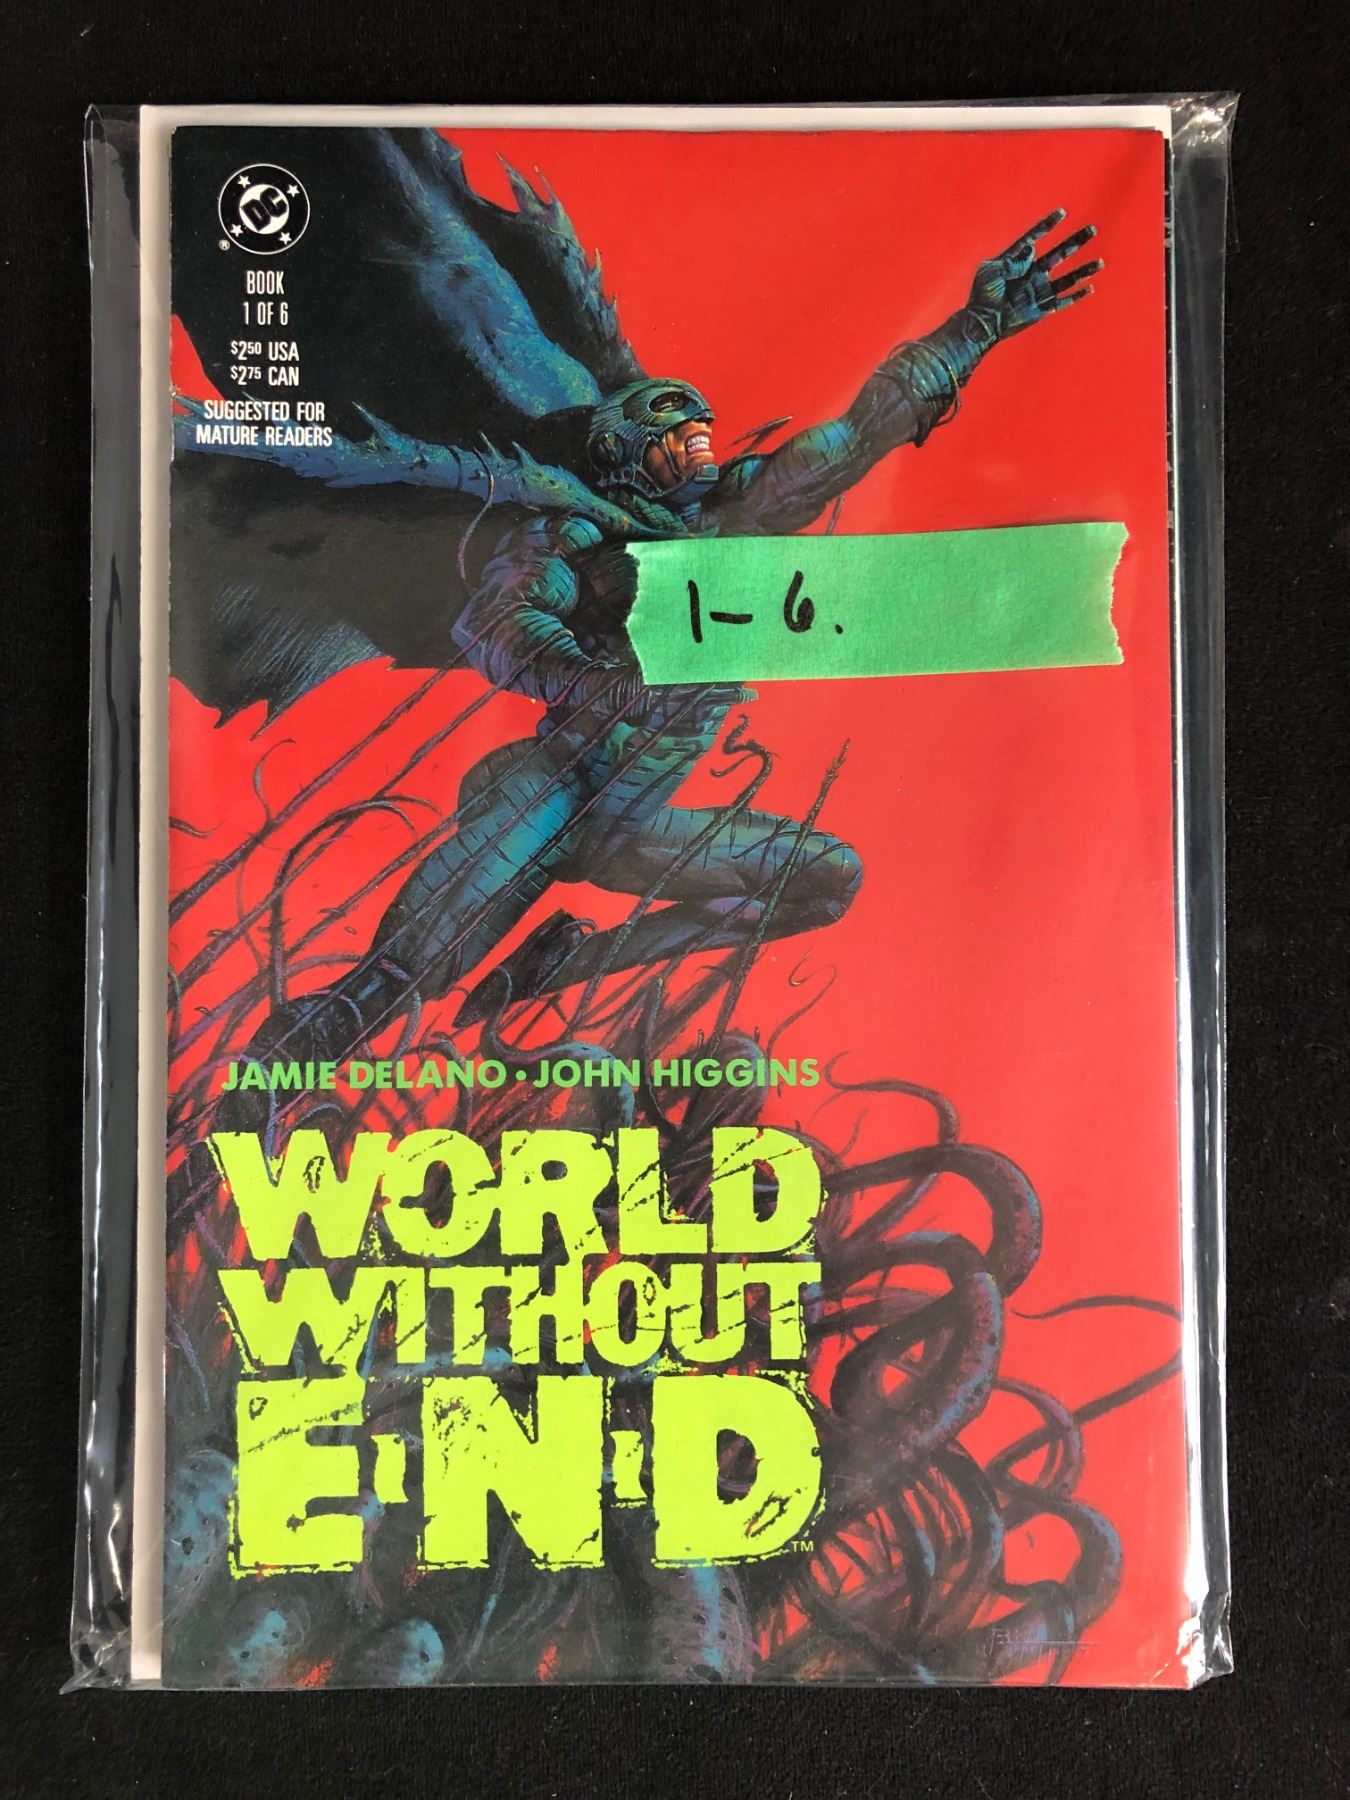 DC
®
BOOK
1 OF 6
$2.50 USA
$2.75 CAN
SUGGESTED FOR
MATURE READERS
1-6.
JAMIE DELANO • JOHN HIGGINS
WORLD
WITHOUT
E·N·D
TM